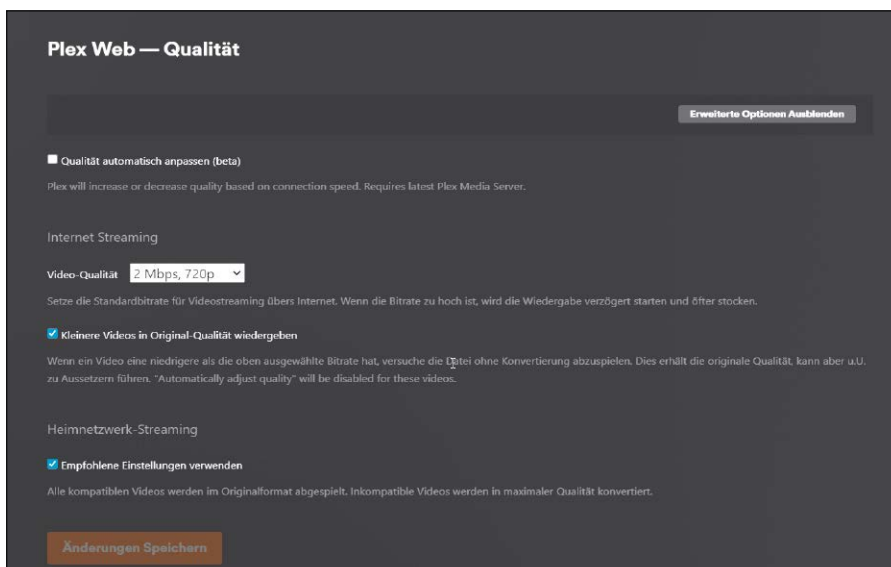 Plex Web — Qualität
Erweiterte Optionen Ausblenden
Qualität automatisch anpassen (beta)
Plex will increase or decrease quality based on connection speed. Requires latest Plex Media Server.
Internet Streaming
Video-Qualität 2 Mbps, 720p
Setze die Standardbitrate für Videostreaming übers Internet. Wenn die Bitrate zu hoch ist, wird die Wiedergabe verzögert starten und öfter stocken.
Kleinere Videos in Original-Qualität wiedergeben
Wenn ein Video eine niedrigere als die oben ausgewählte Bitrate hat, versuche die Datei ohne Konvertierung abzuspielen. Dies erhält die originale Qualität, kann aber u.U.
zu Aussetzern führen. "Automatically adjust quality" will be disabled for these videos.
Heimnetzwerk-Streaming
Empfohlene Einstellungen verwenden
Alle kompatiblen Videos werden im Originalformat abgespielt. Inkompatible Videos werden in maximaler Qualität konvertiert.
Änderungen Speichern